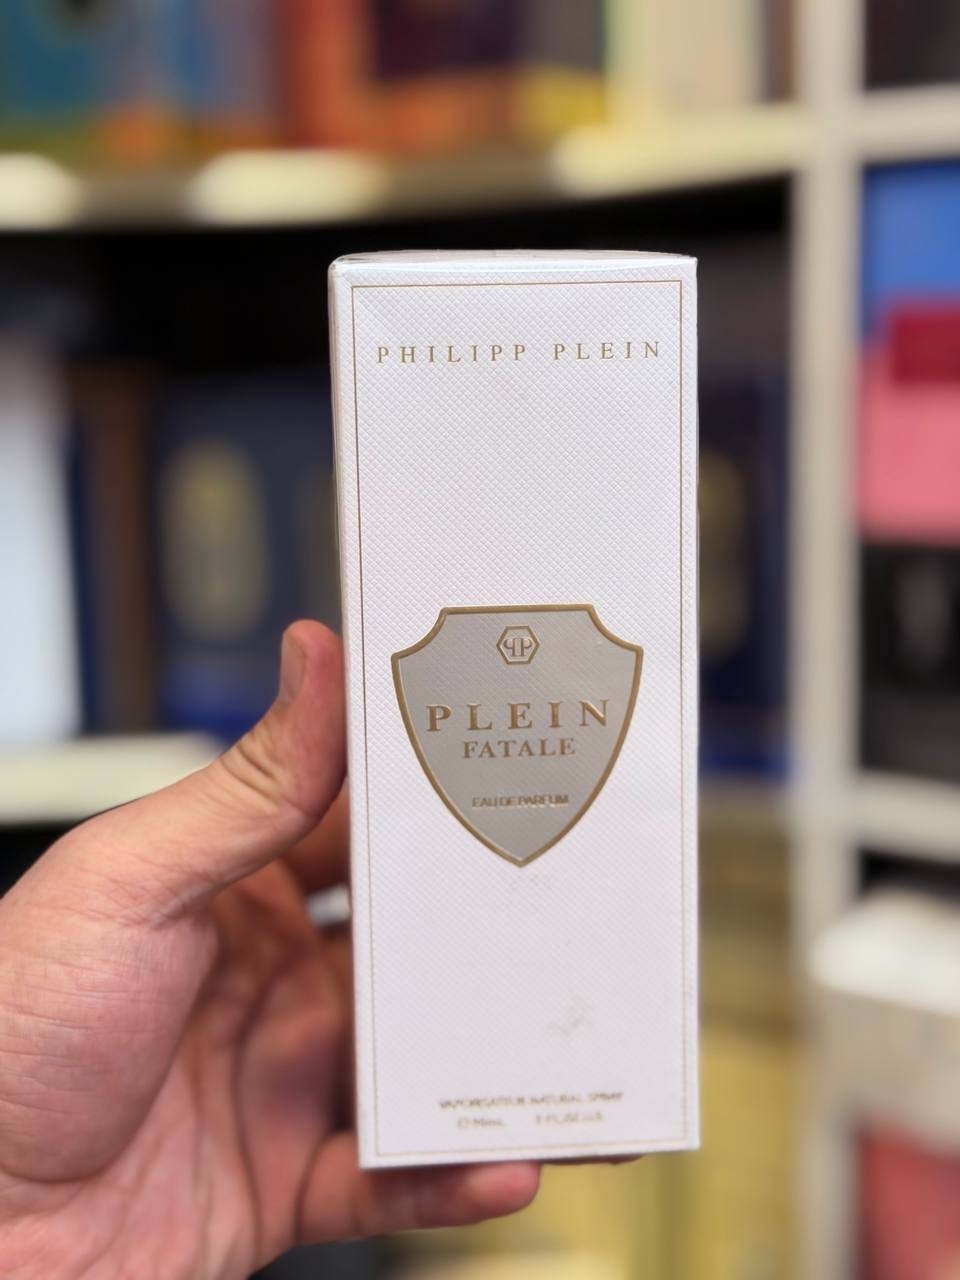 PHILIPP PLEIN
PLEIN
FATALE
EAU DE PARFUM
VAPORISATEUR NATURAL SPRAY